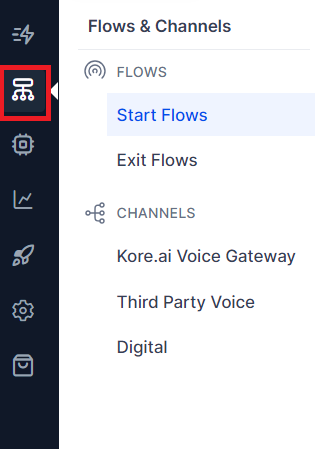 Flows & Channels
FLOWS
Start Flows
Exit Flows
CHANNELS
Kore.ai Voice Gateway
Third Party Voice
Digital